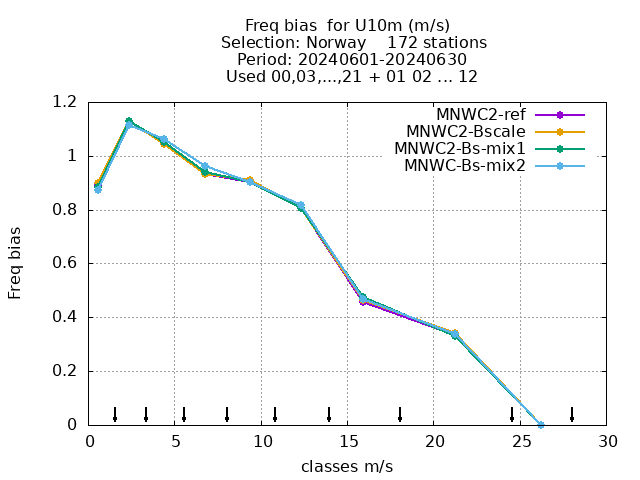 Freq bias  for U10m (m/s)
Selection: Norway    172 stations
Period: 20240601-20240630
Used 00,03,...,21 + 01 02 ... 12
MNWC2-ref
MNWC2-Bscale
MNWC2-Bs-mix1
MNWC-Bs-mix2
Freq bias
1.2
1
0.8
0.6
0.4
0.2
0
0 5 10 15 20 25 30
classes m/s